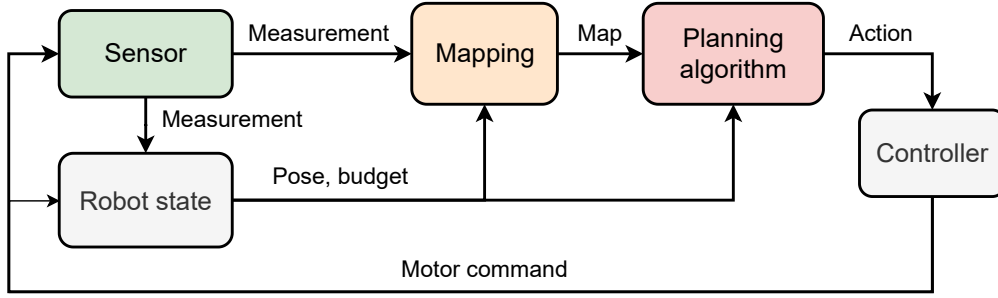 Sensor
Measurement
Mapping
Map
Planning
algorithm
Action
Measurement
Controller
Robot state
Pose, budget
Motor command